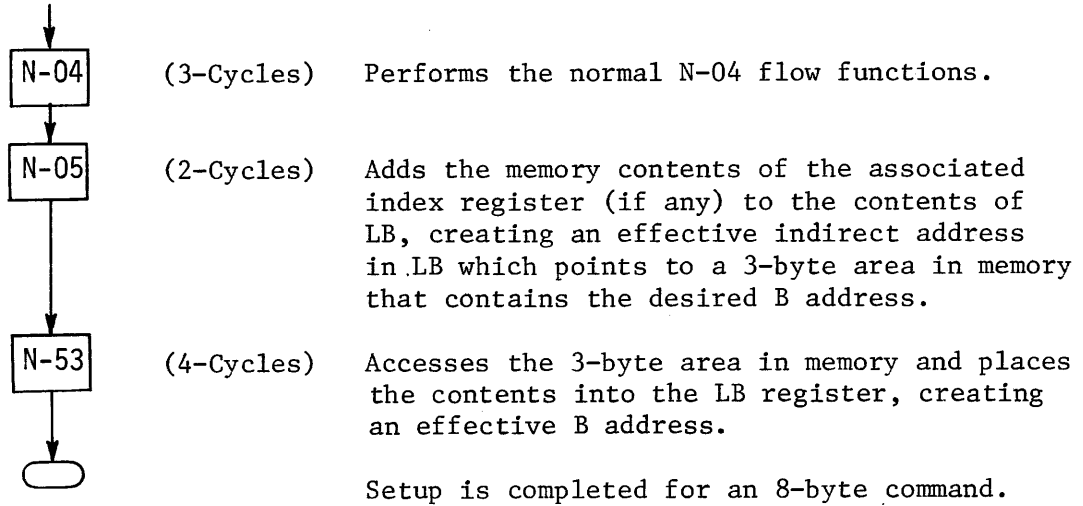 N-04 (3-Cycles) Performs the normal N-04 flow functions.
N-05 (2-Cycles) Adds the memory contents of the associated
index register (if any) to the contents of
LB, creating an effective indirect address
in LB which points to a 3-byte area in memory
that contains the desired B address.
N-53 (4-Cycles) Accesses the 3-byte area in memory and places
the contents into the LB register, creating
an effective B address.
Setup is completed for an 8-byte command.